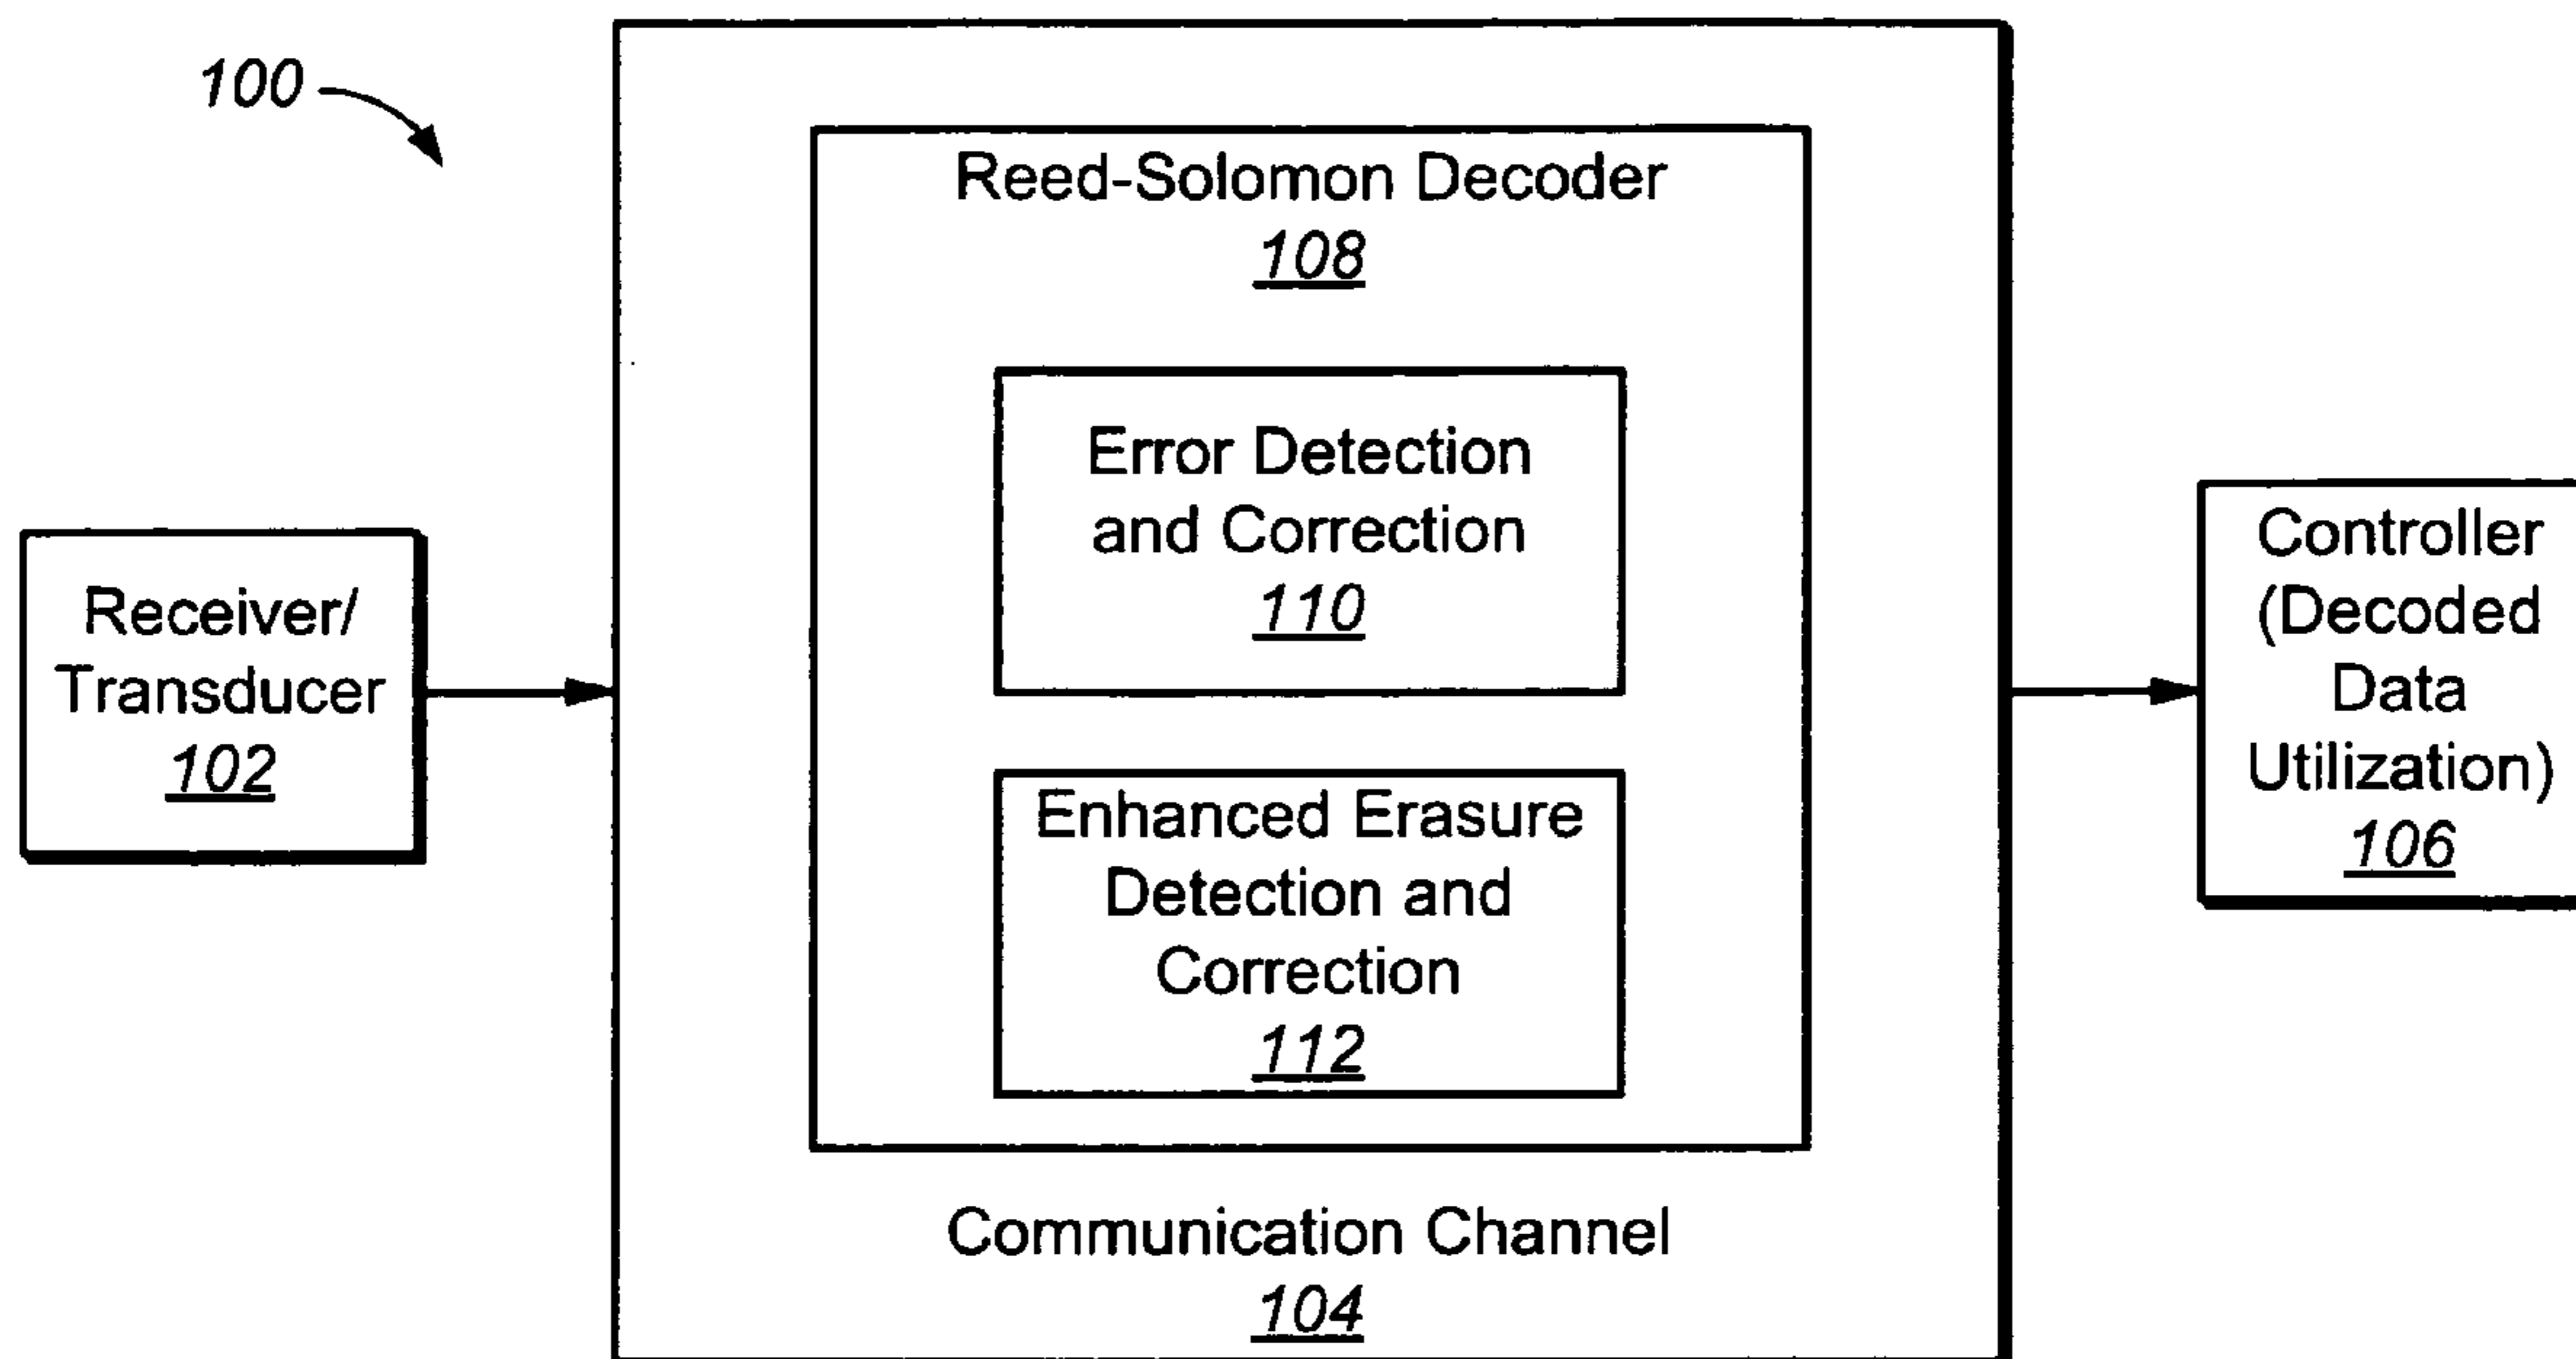 100
Reed-Solomon Decoder
108
Error Detection
and Correction
110
Enhanced Erasure
Detection and
Correction
112
Communication Channel
104
Receiver/
Transducer
102
Controller
(Decoded
Data
Utilization)
106